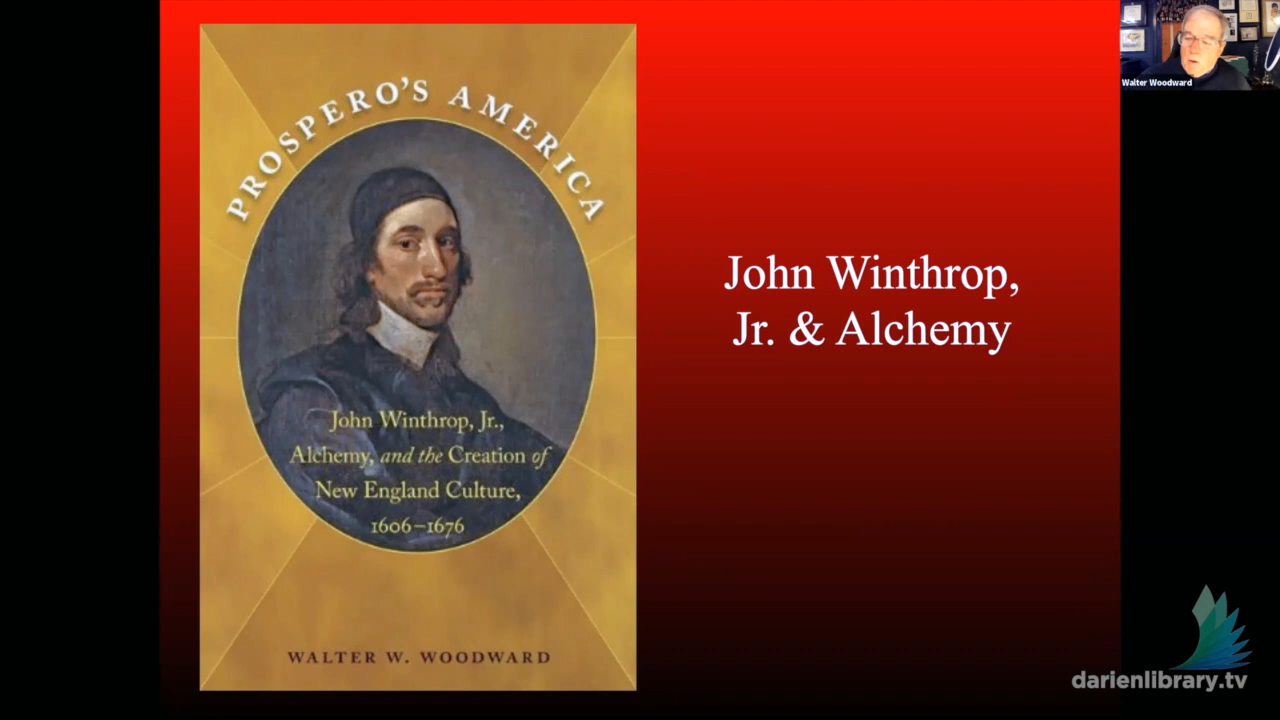 PROSPERO'S AMERICA
John Winthrop, Jr.,
Alchemy, and the Creation of
New England Culture,
1606–1676
WALTER W. WOODWARD
John Winthrop,
Jr. & Alchemy
Walter Woodward
darienlibrary.tv